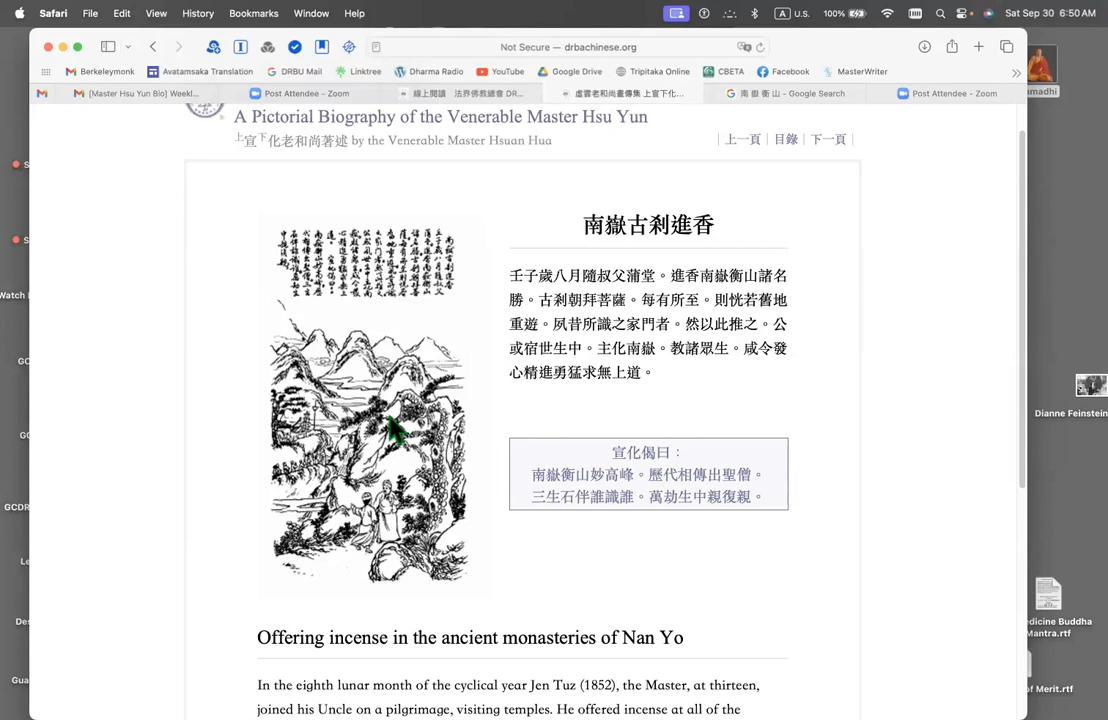 Safari File Edit View History Bookmarks Window Help
A U.S. 100% Sat Sep 30 6:50 AM
Not Secure — drbachinese.org
Berkeleymonk Avatamsaka Translation DRBU Mail Linktree Dharma Radio YouTube Google Drive Tripitaka Online CBETA Facebook MasterWriter
[Master Hsu Yun Bio] Weekl... Post Attendee - Zoom 線上閱讀 法界佛教總會 DR... 虛雲老和尚畫傳集 上宣下化... 南 嶽 衡 山 - Google Search Post Attendee - Zoom
A Pictorial Biography of the Venerable Master Hsu Yun
上宣下化老和尚著述 by the Venerable Master Hsuan Hua
上一頁 | 目錄 | 下一頁
南嶽古剎進香
壬子歲八月隨叔父蒲堂。進香南嶽衡山諸名
勝。古剎朝拜菩薩。每有所至。則恍若舊地
重遊。夙昔所識之家門者。然以此推之。公
或宿世生中。主化南嶽。教諸眾生。咸令發
心精進勇猛求無上道。
宣化偈曰：
南嶽衡山妙高峰。歷代相傳出聖僧。
三生石伴誰識誰。萬劫生中親復親。
Offering incense in the ancient monasteries of Nan Yo
In the eighth lunar month of the cyclical year Jen Tuz (1852), the Master, at thirteen,
joined his Uncle on a pilgrimage, visiting temples. He offered incense at all of the
Dianne Feinstein
edicine Buddha
Mantra.rtf
of Merit.rtf
amadhi
Watch
GC
GC
GCDR
Le
Des
Gua